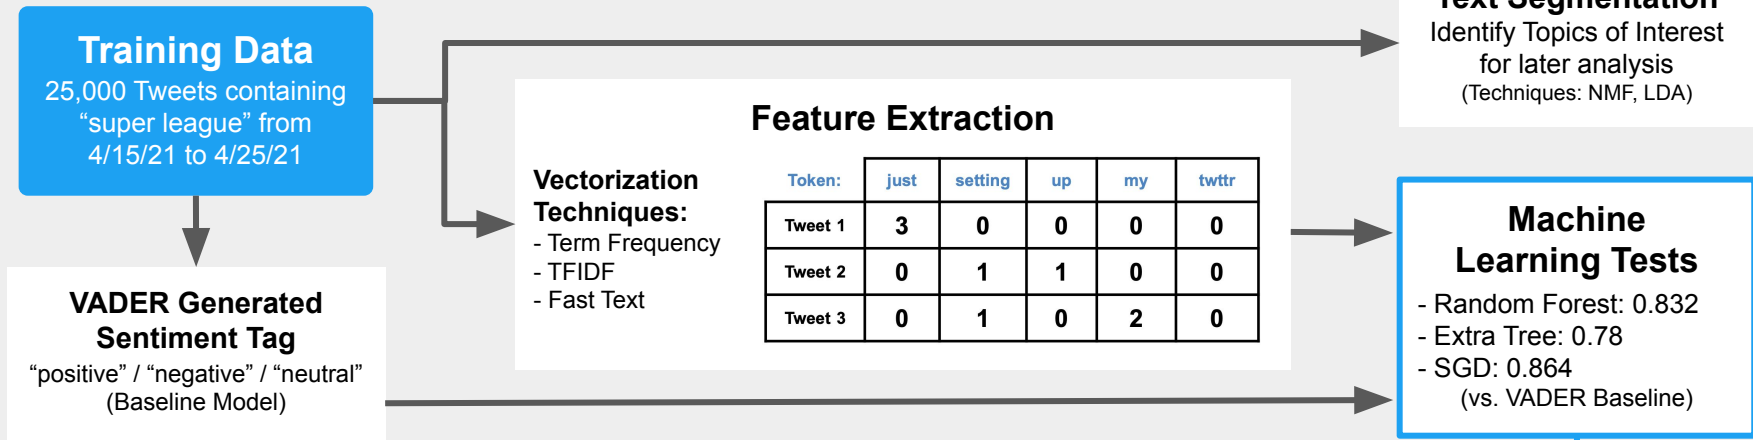 Training Data
25,000 Tweets containing
“super league” from
4/15/21 to 4/25/21
VADER Generated
Sentiment Tag
“positive” / “negative” / “neutral”
(Baseline Model)
Feature Extraction
Vectorization
Techniques:
- Term Frequency
- TFIDF
- Fast Text
Token: just setting up my twttr
Tweet 1 3 0 0 0 0
Tweet 2 0 1 1 0 0
Tweet 3 0 1 0 2 0
Text Segmentation
Identify Topics of Interest
for later analysis
(Techniques: NMF, LDA)
Machine
Learning Tests
- Random Forest: 0.832
- Extra Tree: 0.78
- SGD: 0.864
(vs. VADER Baseline)